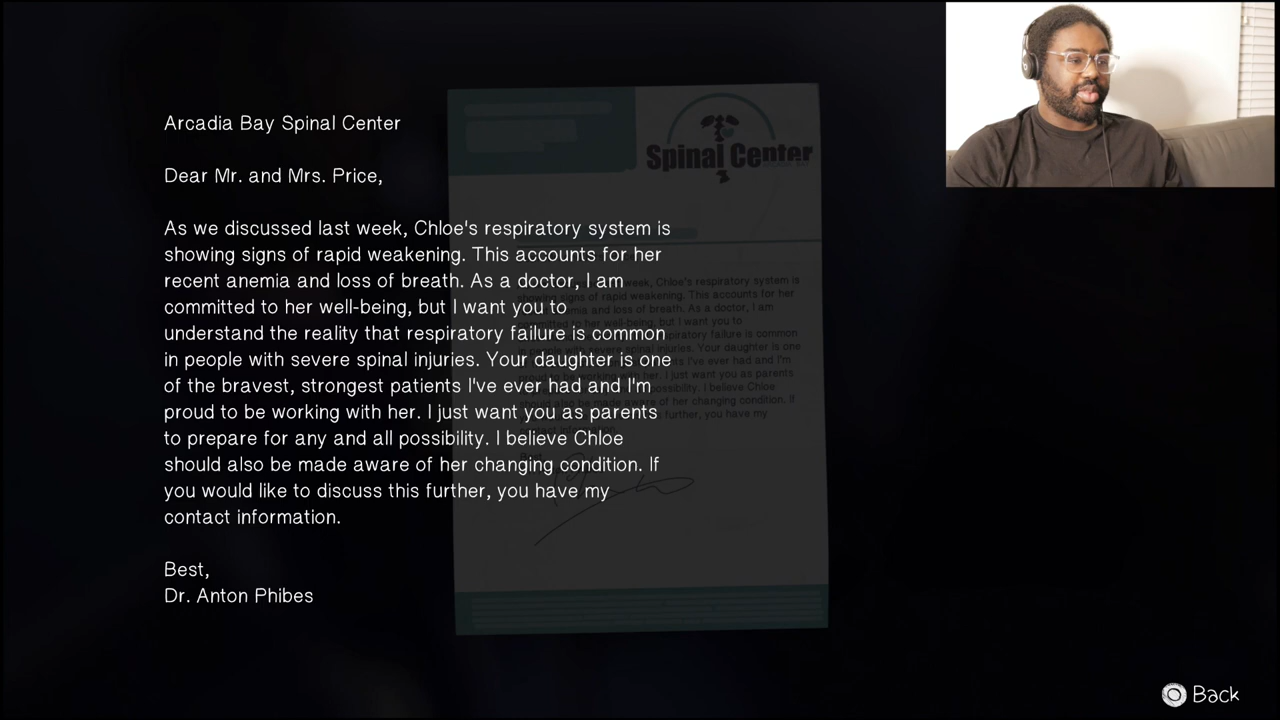 Arcadia Bay Spinal Center
Dear Mr. and Mrs. Price,
As we discussed last week, Chloe's respiratory system is
showing signs of rapid weakening. This accounts for her
recent anemia and loss of breath. As a doctor, I am
committed to her well-being, but I want you to
understand the reality that respiratory failure is common
in people with severe spinal injuries. Your daughter is one
of the bravest, strongest patients I've ever had and I'm
proud to be working with her. I just want you as parents
to prepare for any and all possibility. I believe Chloe
should also be made aware of her changing condition. If
you would like to discuss this further, you have my
contact information.
Best,
Dr. Anton Phibes
Spinal Center
Back